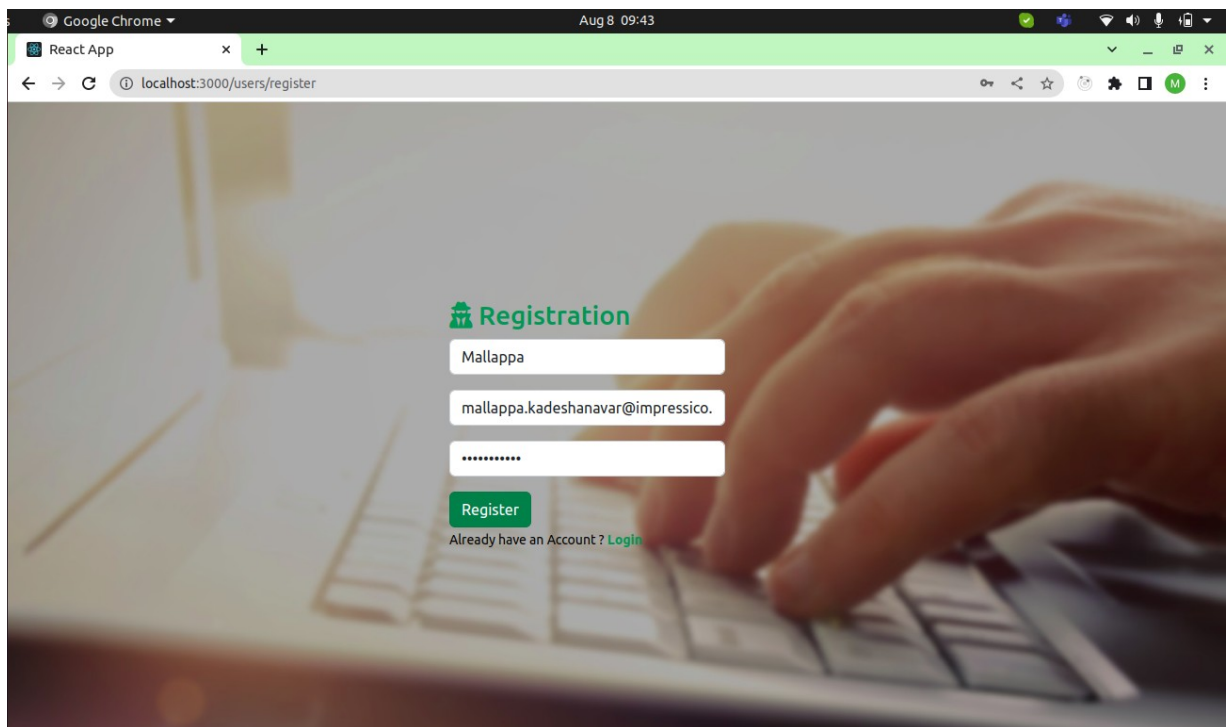 Google Chrome
Aug 8 09:43
React App
localhost:3000/users/register
M
Registration
Mallappa
mallappa.kadeshanavar@impressico.
•••••••••••
Register
Already have an Account ? Login